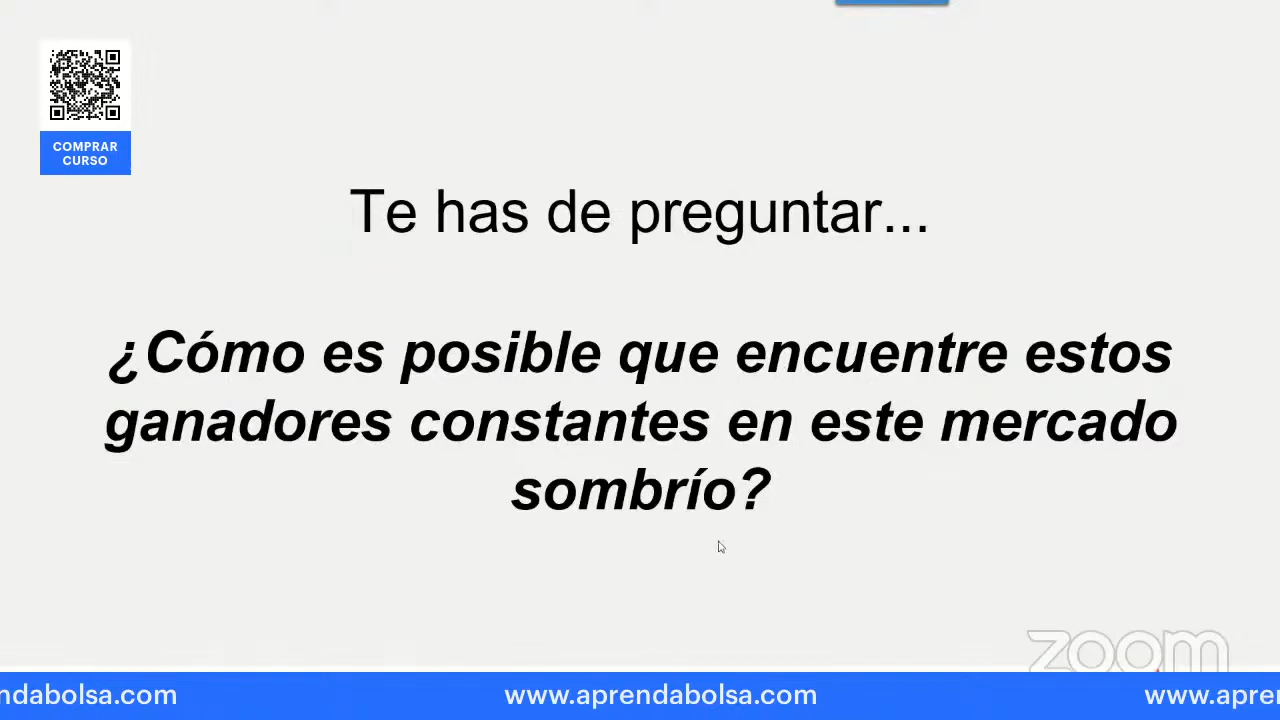 COMPRAR
CURSO
Te has de preguntar...
¿Cómo es posible que encuentre estos
ganadores constantes en este mercado
sombrío?
zoom
ndabolsa.com www.aprendabolsa.com www.apren